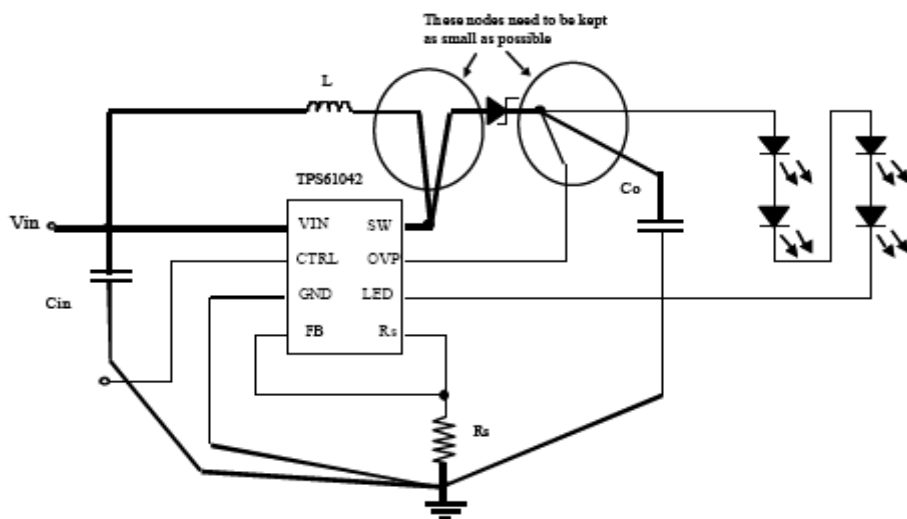 These nodes need to be kept
as small as possible
L
TPS61042
Co
Vin
VIN SW
CTRL OVP
Cin
GND LED
FB Rs
Rs